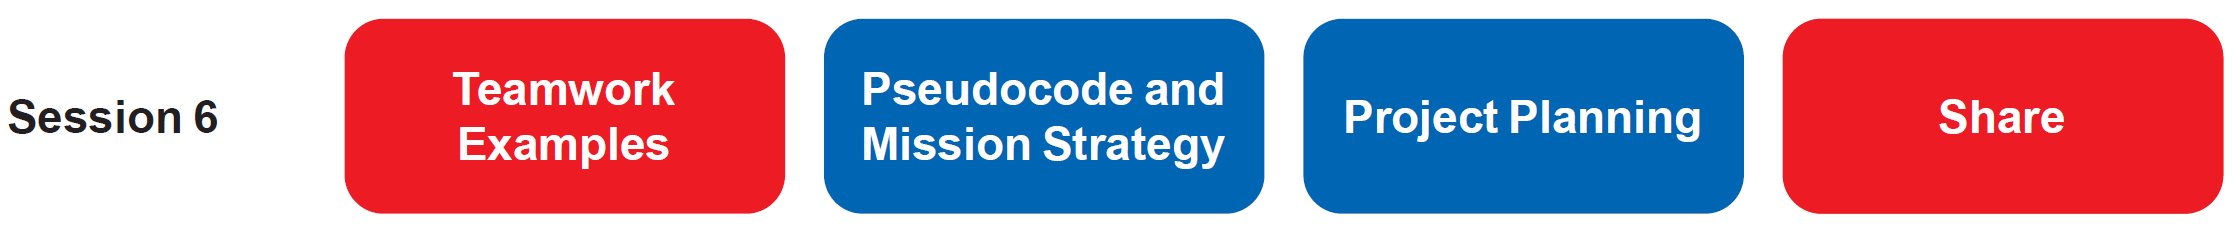 Session 6
Teamwork
Examples
Pseudocode and
Mission Strategy
Project Planning
Share